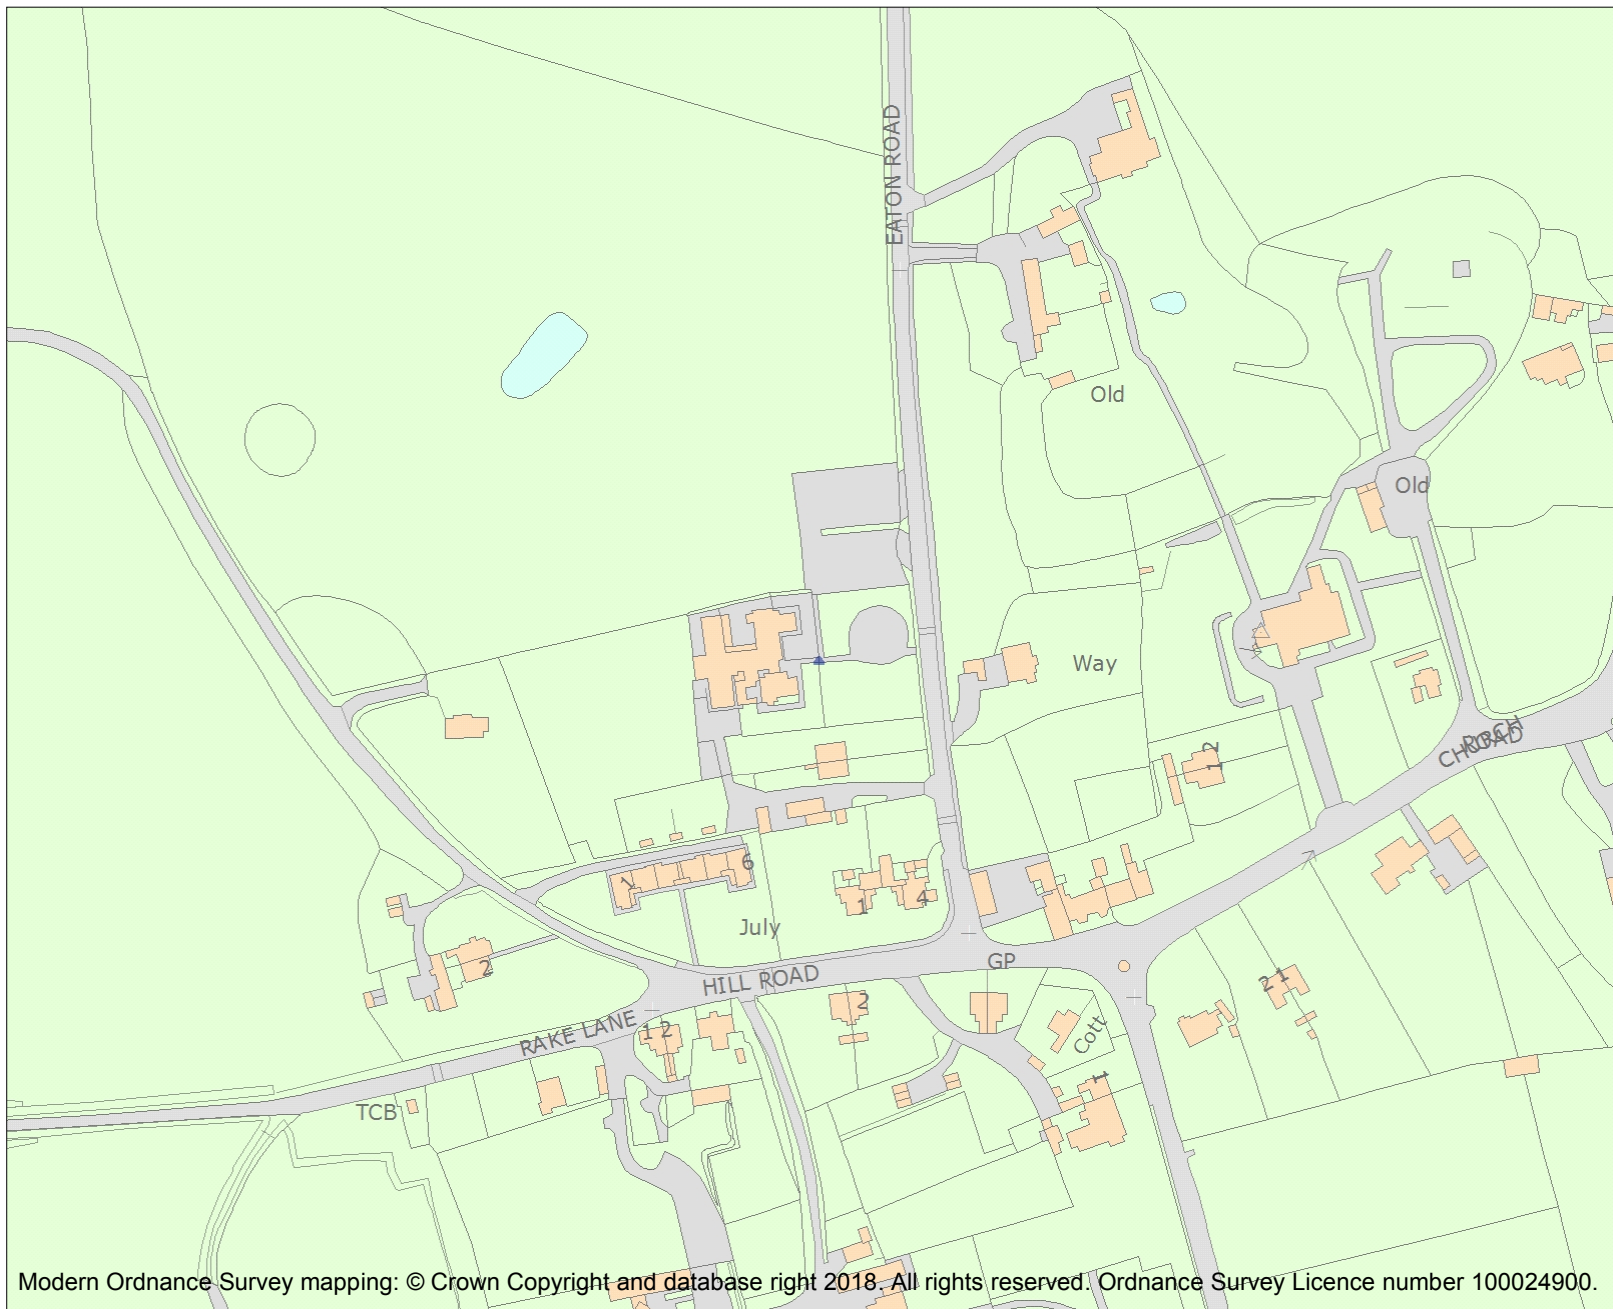 EATON ROAD
Old
Old
Way
CHURCH
ROAD
1 2
6
1
July
1
4
GP
HILL ROAD
2
2
2 1
RAKE LANE
1 2
Cott
1
TCB
Modern Ordnance Survey mapping: © Crown Copyright and database right 2018. All rights reserved. Ordnance Survey Licence number 100024900.